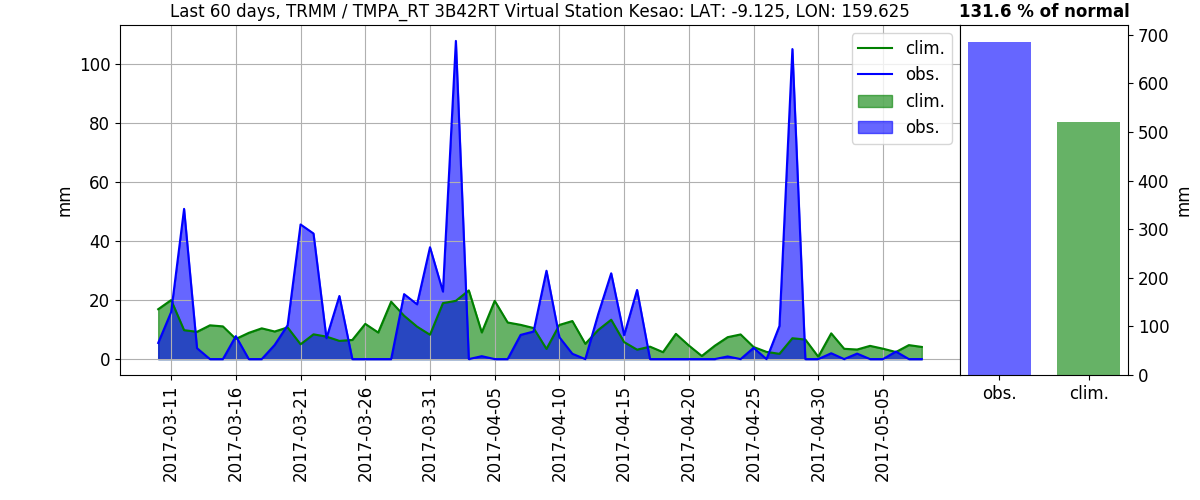 Last 60 days, TRMM / TMPA_RT 3B42RT Virtual Station Kesao: LAT: -9.125, LON: 159.625
131.6 % of normal
clim.
obs.
clim.
obs.
mm
100
80
60
40
20
0
2017-03-11
2017-03-16
2017-03-21
2017-03-26
2017-03-31
2017-04-05
2017-04-10
2017-04-15
2017-04-20
2017-04-25
2017-04-30
2017-05-05
700
600
500
400
300
200
100
0
mm
obs.
clim.